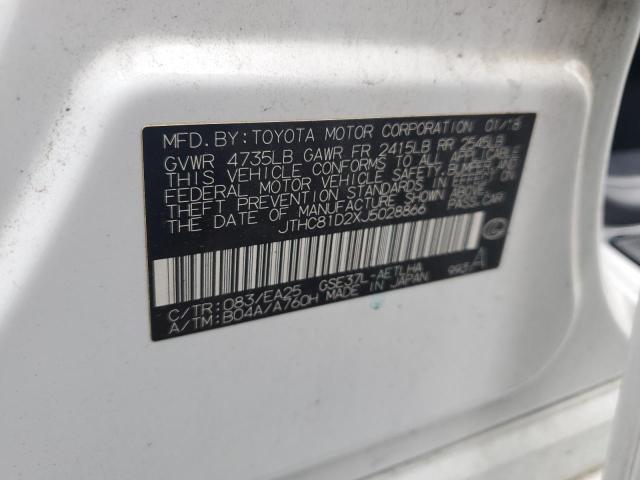 MFD. BY: TOYOTA MOTOR CORPORATION 01/18
GVWR 4735LB GAWR FR 2415LB RR 2545LB
THIS VEHICLE CONFORMS TO ALL APPLICABLE
FEDERAL MOTOR VEHICLE SAFETY, BUMPER, AND
THEFT PREVENTION STANDARDS IN EFFECT ON
THE DATE OF MANUFACTURE SHOWN ABOVE.
JTHC81D2XJ5028866 PASS.CAR
C/TR: 083/EA25 GSE37L-AETLHA
A/TM: B04A/A760H MADE IN JAPAN. 993 A